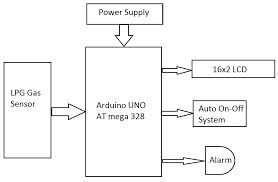 Power Supply
LPG Gas
Sensor
Arduino UNO
AT mega 328
16x2 LCD
Auto On-Off
System
Alarm